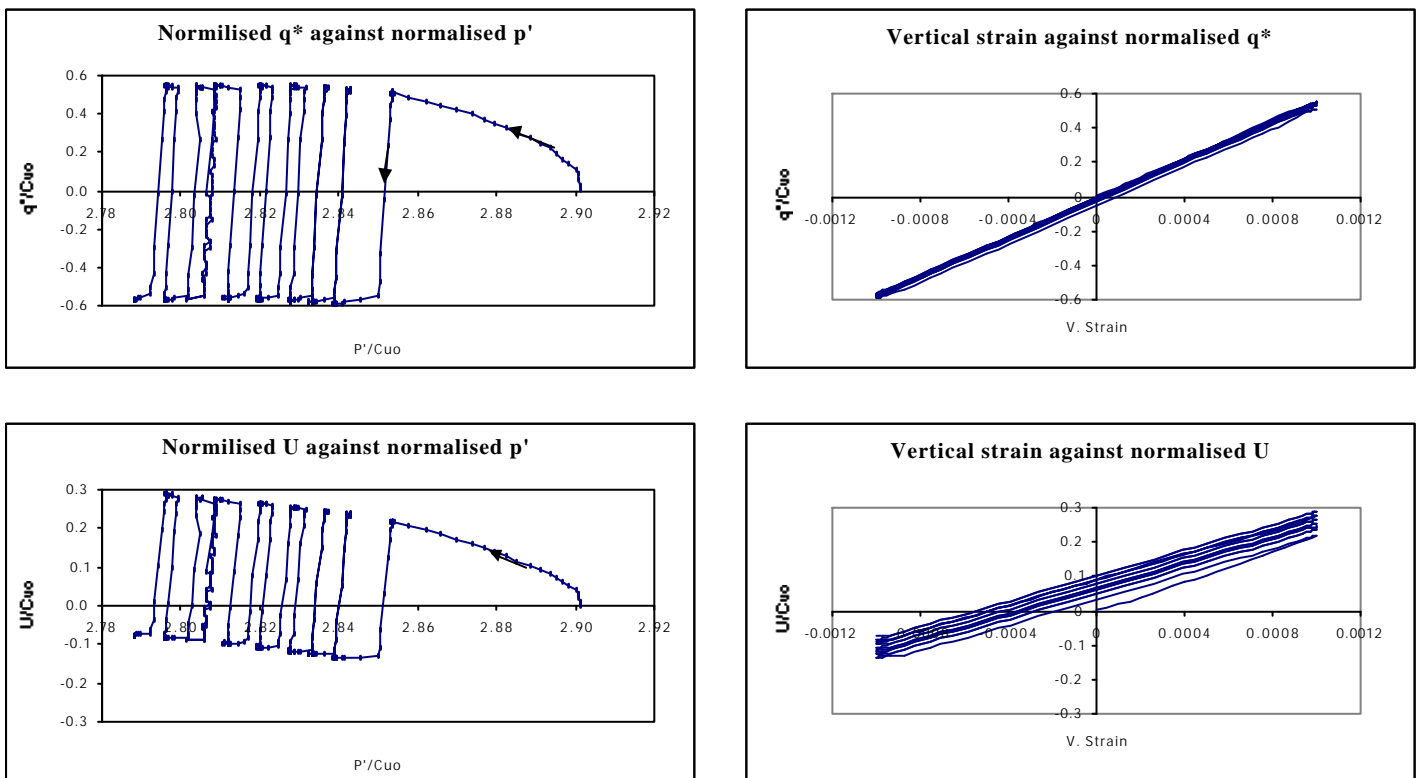 Normilised q* against normalised p'
0.6
0.4
0.2
0.0
-0.2
-0.4
-0.6
2.78 2.80 2.82 2.84 2.86 2.88 2.90 2.92
q*/Cuo
P'/Cuo
Vertical strain against normalised q*
0.6
0.4
0.2
0
-0.2
-0.4
-0.6
-0.0012 -0.0008 -0.0004 0 0.0004 0.0008 0.0012
q*/Cuo
V. Strain
Normilised U against normalised p'
0.3
0.2
0.1
0.0
-0.1
-0.2
-0.3
2.78 2.80 2.82 2.84 2.86 2.88 2.90 2.92
U/Cuo
P'/Cuo
Vertical strain against normalised U
0.3
0.2
0.1
0
-0.1
-0.2
-0.3
-0.0012 -0.0008 -0.0004 0 0.0004 0.0008 0.0012
U/Cuo
V. Strain